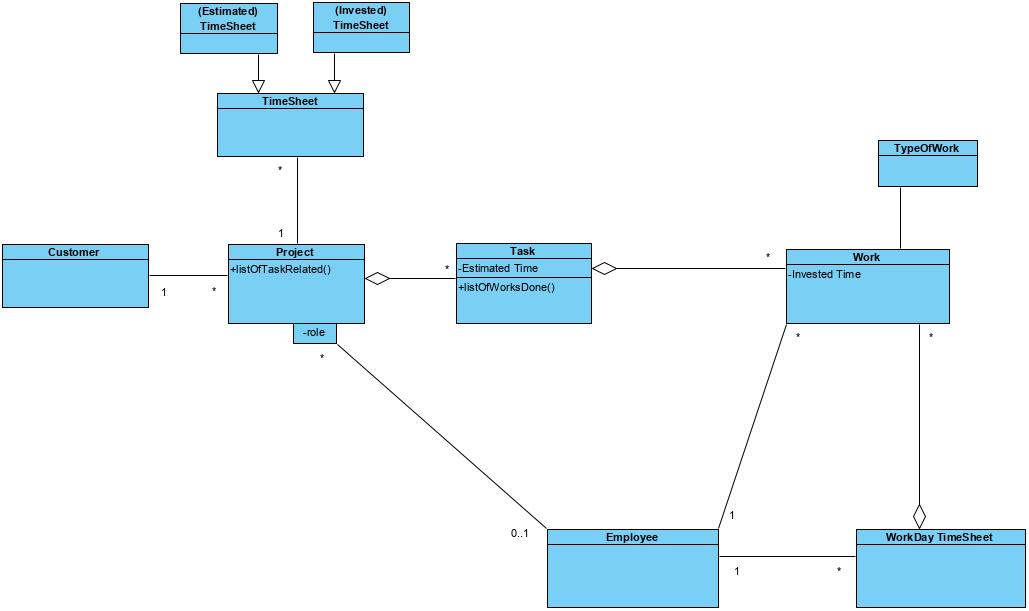 (Estimated)
TimeSheet
(Invested)
TimeSheet
TimeSheet
*
1
TypeOfWork
Customer
1
*
Project
+listOfTaskRelated()
-role
*
*
Task
-Estimated Time
+listOfWorksDone()
*
Work
-Invested Time
*
*
0..1
1
Employee
1
*
WorkDay TimeSheet